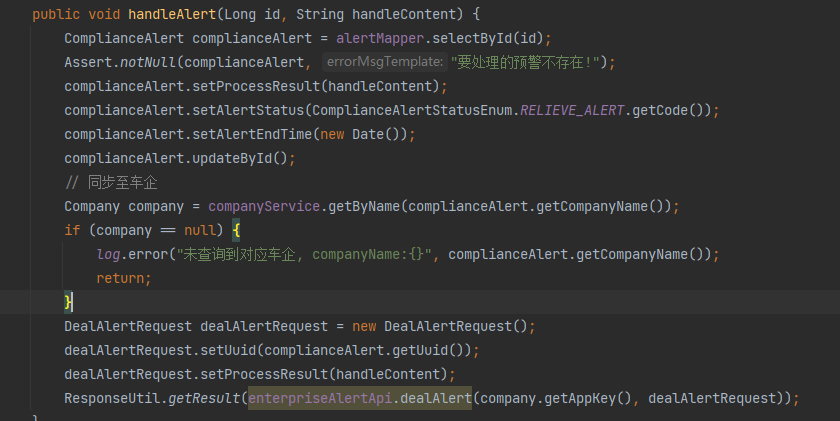 public void handleAlert(Long id, String handleContent) {
ComplianceAlert complianceAlert = alertMapper.selectById(id);
Assert.notNull(complianceAlert, errorMsgTemplate: "要处理的预警不存在!");
complianceAlert.setProcessResult(handleContent);
complianceAlert.setAlertStatus(ComplianceAlertStatusEnum.RELIEVE_ALERT.getCode());
complianceAlert.setAlertEndTime(new Date());
complianceAlert.updateById();
// 同步至车企
Company company = companyService.getByName(complianceAlert.getCompanyName());
if (company == null) {
log.error("未查询到对应车企, companyName:{}", complianceAlert.getCompanyName());
return;
}
DealAlertRequest dealAlertRequest = new DealAlertRequest();
dealAlertRequest.setUuid(complianceAlert.getUuid());
dealAlertRequest.setProcessResult(handleContent);
ResponseUtil.getResult(enterpriseAlertApi.dealAlert(company.getAppKey(), dealAlertRequest));
}